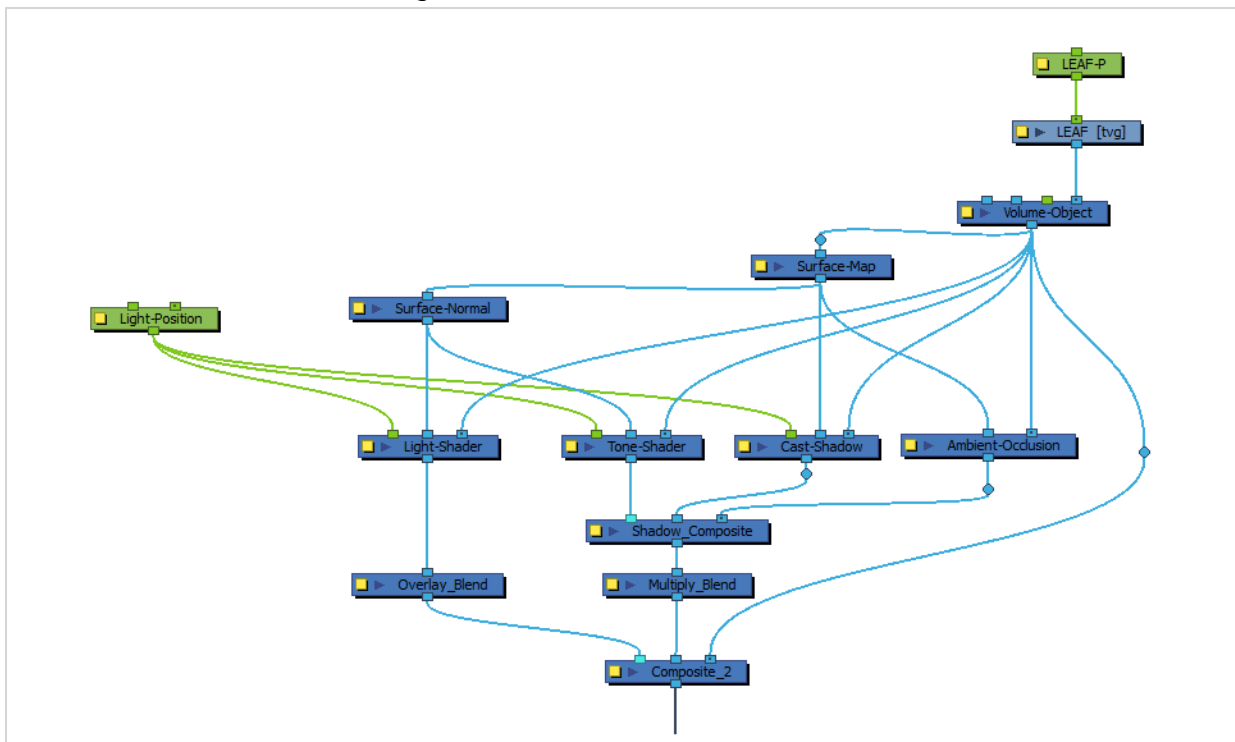 LEAF-P
LEAF [tvg]
Volume-Object
Surface-Map
Surface-Normal
Light-Position
Light-Shader
Tone-Shader
Cast-Shadow
Ambient-Occlusion
Shadow_Composite
Overlay_Blend
Multiply_Blend
Composite_2